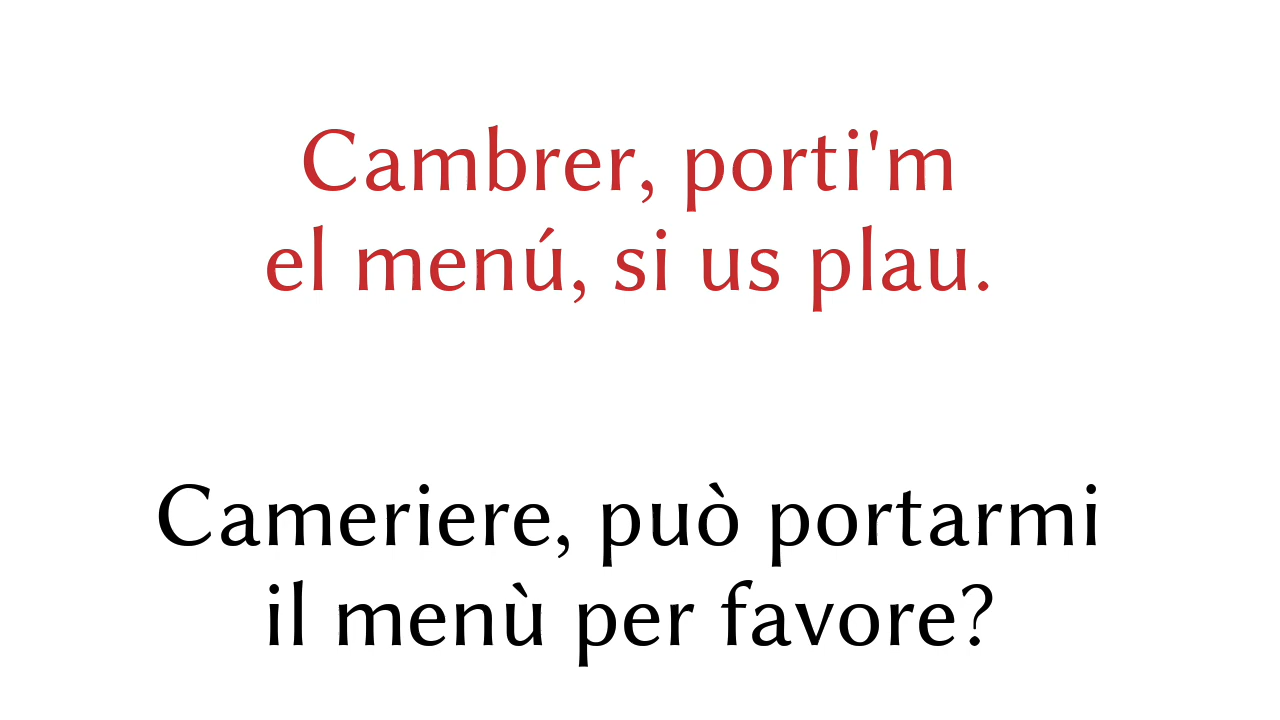 Cambrer, porti'm
el menú, si us plau.
Cameriere, può portarmi
il menù per favore?